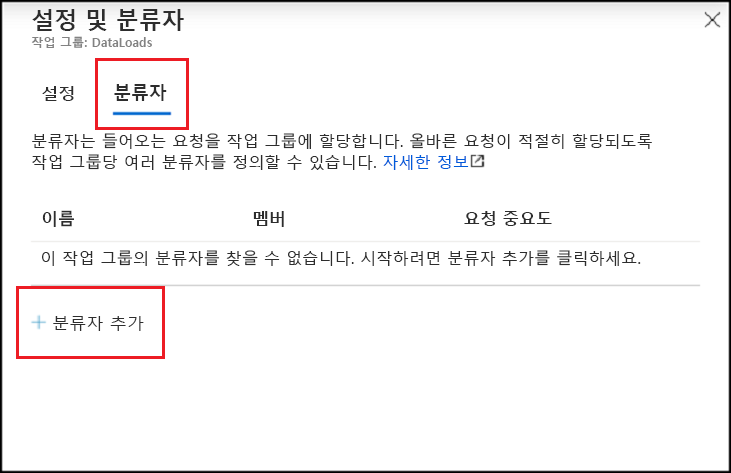 설정 및 분류자
작업 그룹: DataLoads
설정 분류자
분류자는 들어오는 요청을 작업 그룹에 할당합니다. 올바른 요청이 적절히 할당되도록
작업 그룹당 여러 분류자를 정의할 수 있습니다. 자세한 정보
이름 멤버 요청 중요도
이 작업 그룹의 분류자를 찾을 수 없습니다. 시작하려면 분류자 추가를 클릭하세요.
+ 분류자 추가